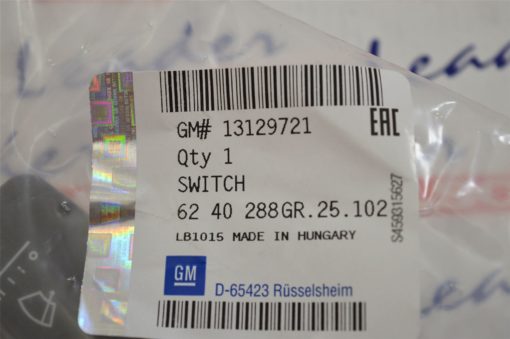 GM# 13129721
EAC
Qty 1
SWITCH
62 40 288GR.25.102
LB1015 MADE IN HUNGARY
S459315627
GM
D-65423 Rüsselsheim
Leader